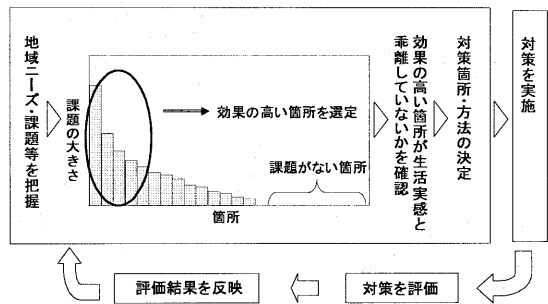 地域ニーズ・課題等を把握
課題の大きさ
効果の高い箇所を選定
課題がない箇所
箇所
効果の高い箇所が生活実感と
乖離していないかを確認
対策箇所・方法の決定
対策を実施
対策を評価
評価結果を反映